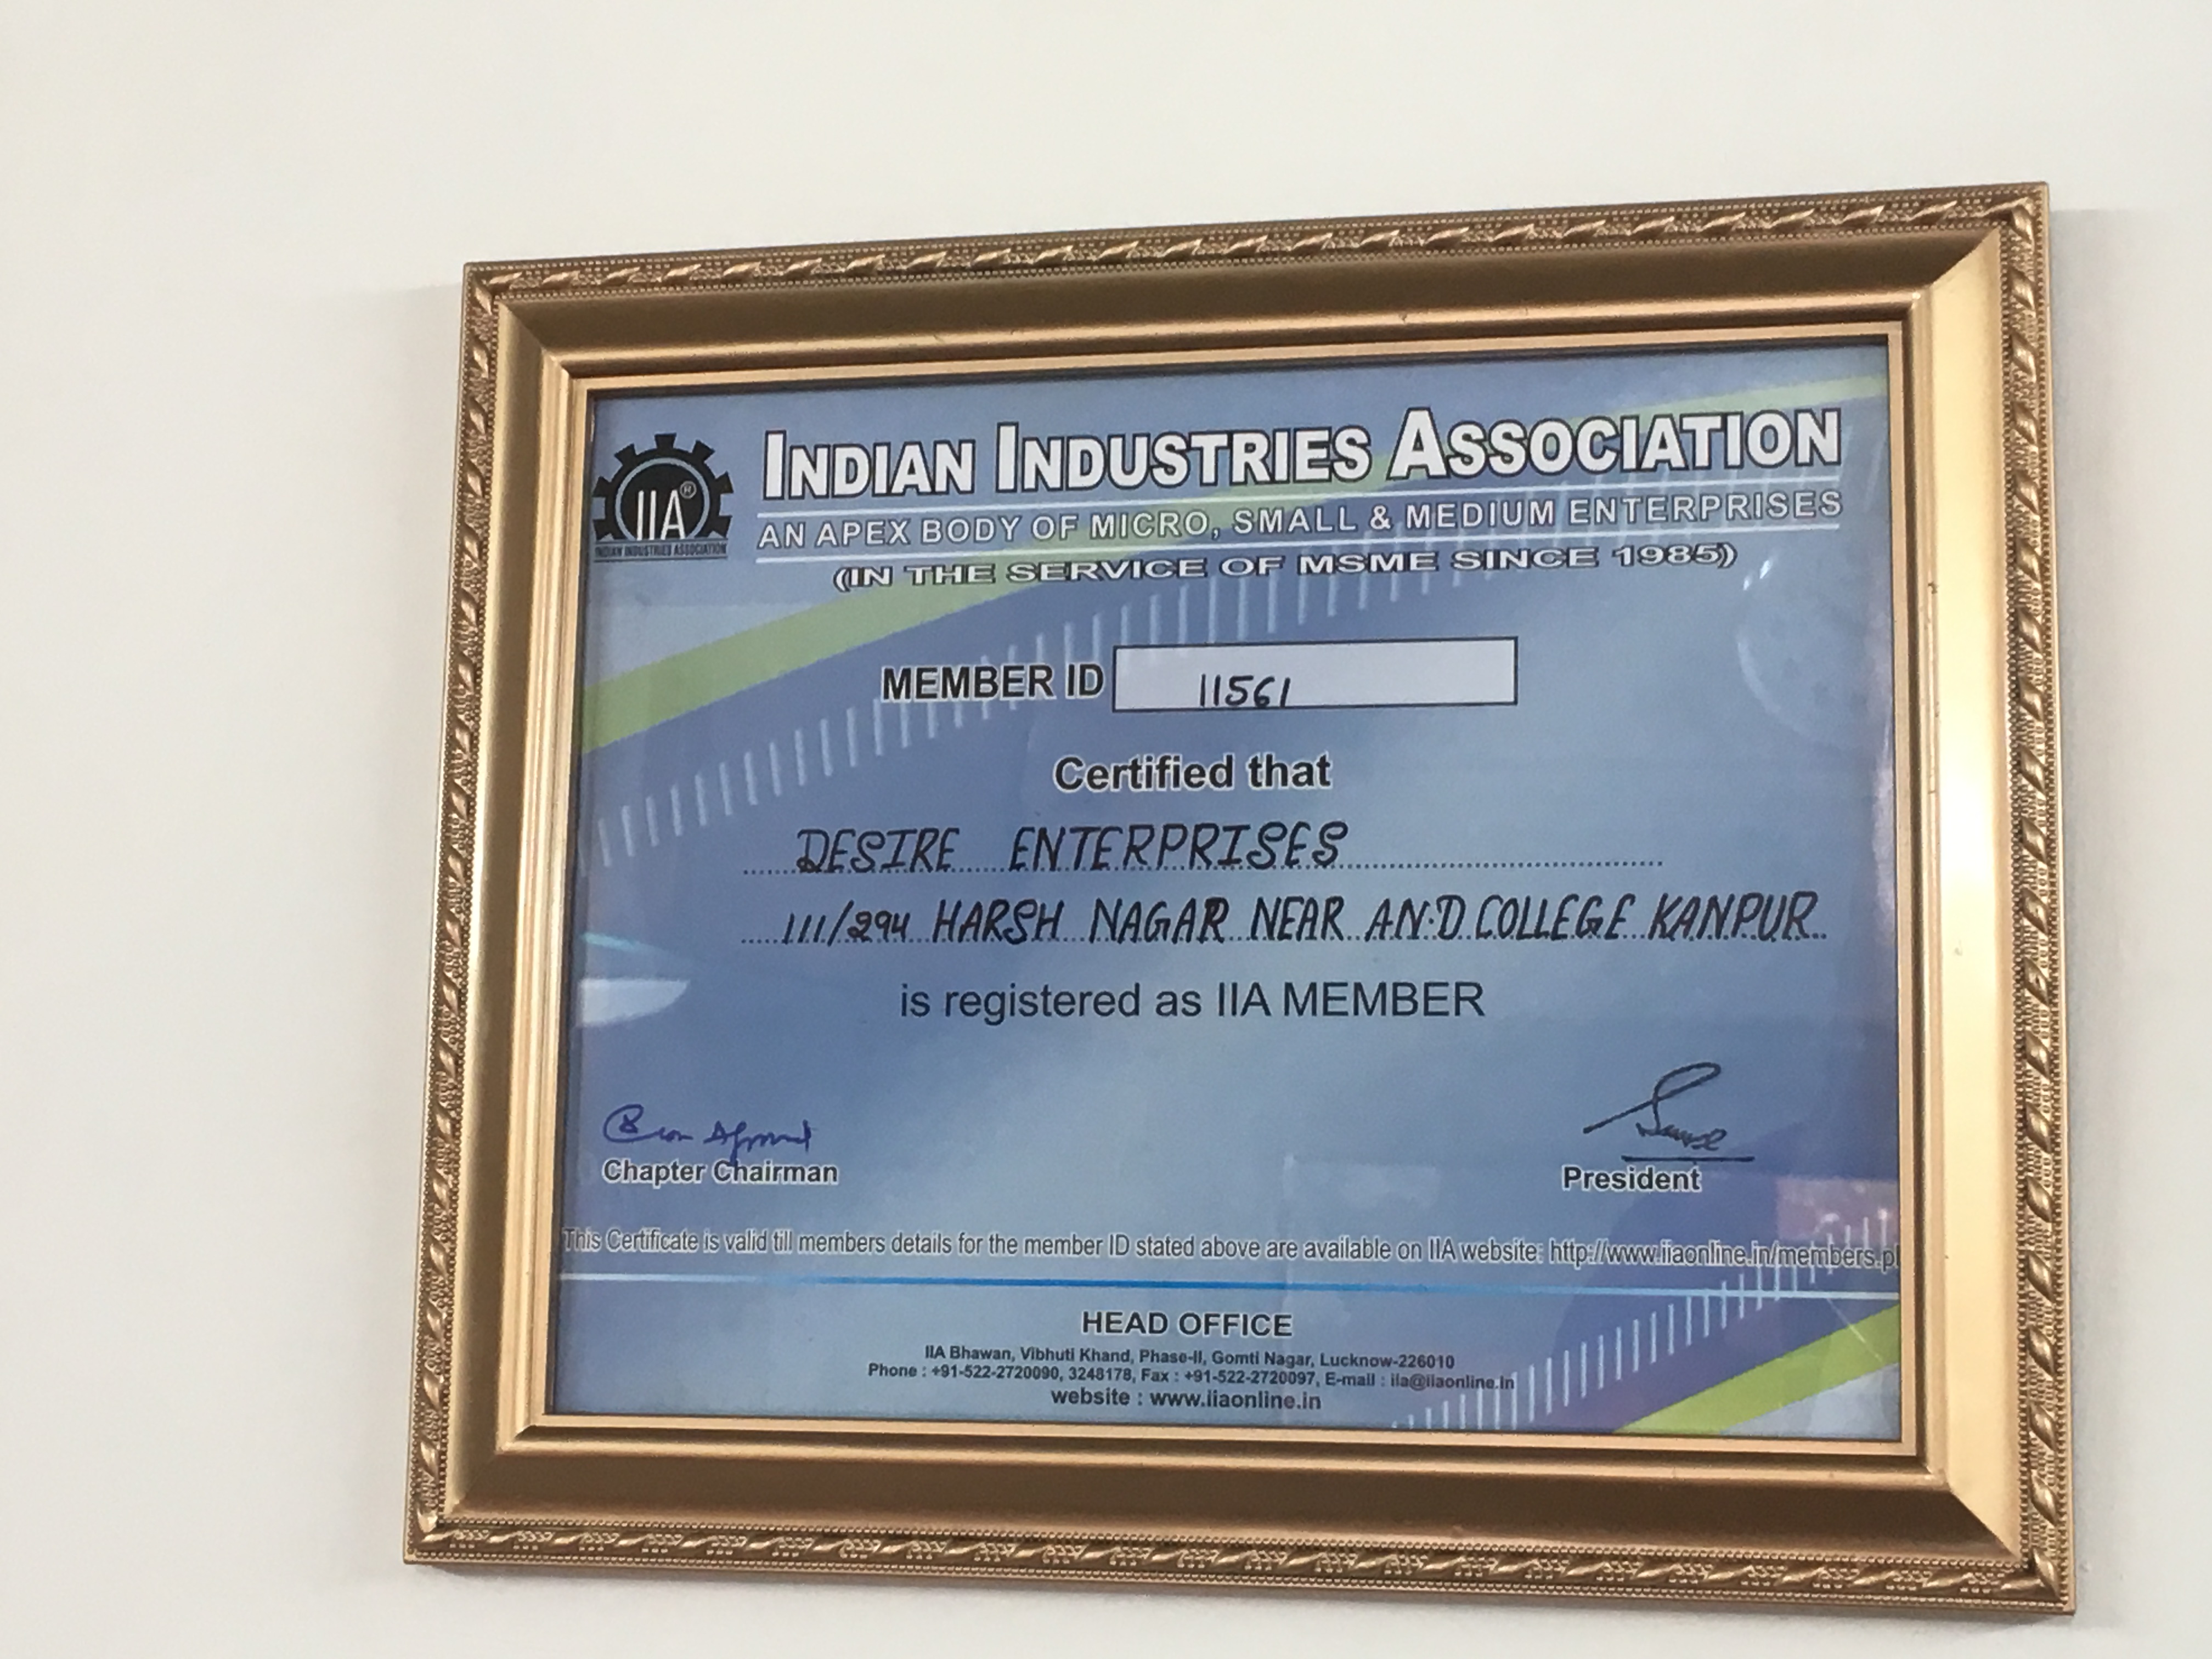 IIA®
INDIAN INDUSTRIES ASSOCIATION
INDIAN INDUSTRIES ASSOCIATION
AN APEX BODY OF MICRO, SMALL & MEDIUM ENTERPRISES
(IN THE SERVICE OF MSME SINCE 1985)
MEMBER ID 11561
Certified that
DESIRE ENTERPRISES
111/294 HARSH NAGAR NEAR A.N.D COLLEGE KANPUR.
is registered as IIA MEMBER
Chapter Chairman
President
This Certificate is valid till members details for the member ID stated above are available on IIA website: http://www.iiaonline.in/members.p
HEAD OFFICE
IIA Bhawan, Vibhuti Khand, Phase-II, Gomti Nagar, Lucknow-226010
Phone : +91-522-2720090, 3248178, Fax : +91-522-2720097, E-mail : iia@iiaonline.in
website : www.iiaonline.in